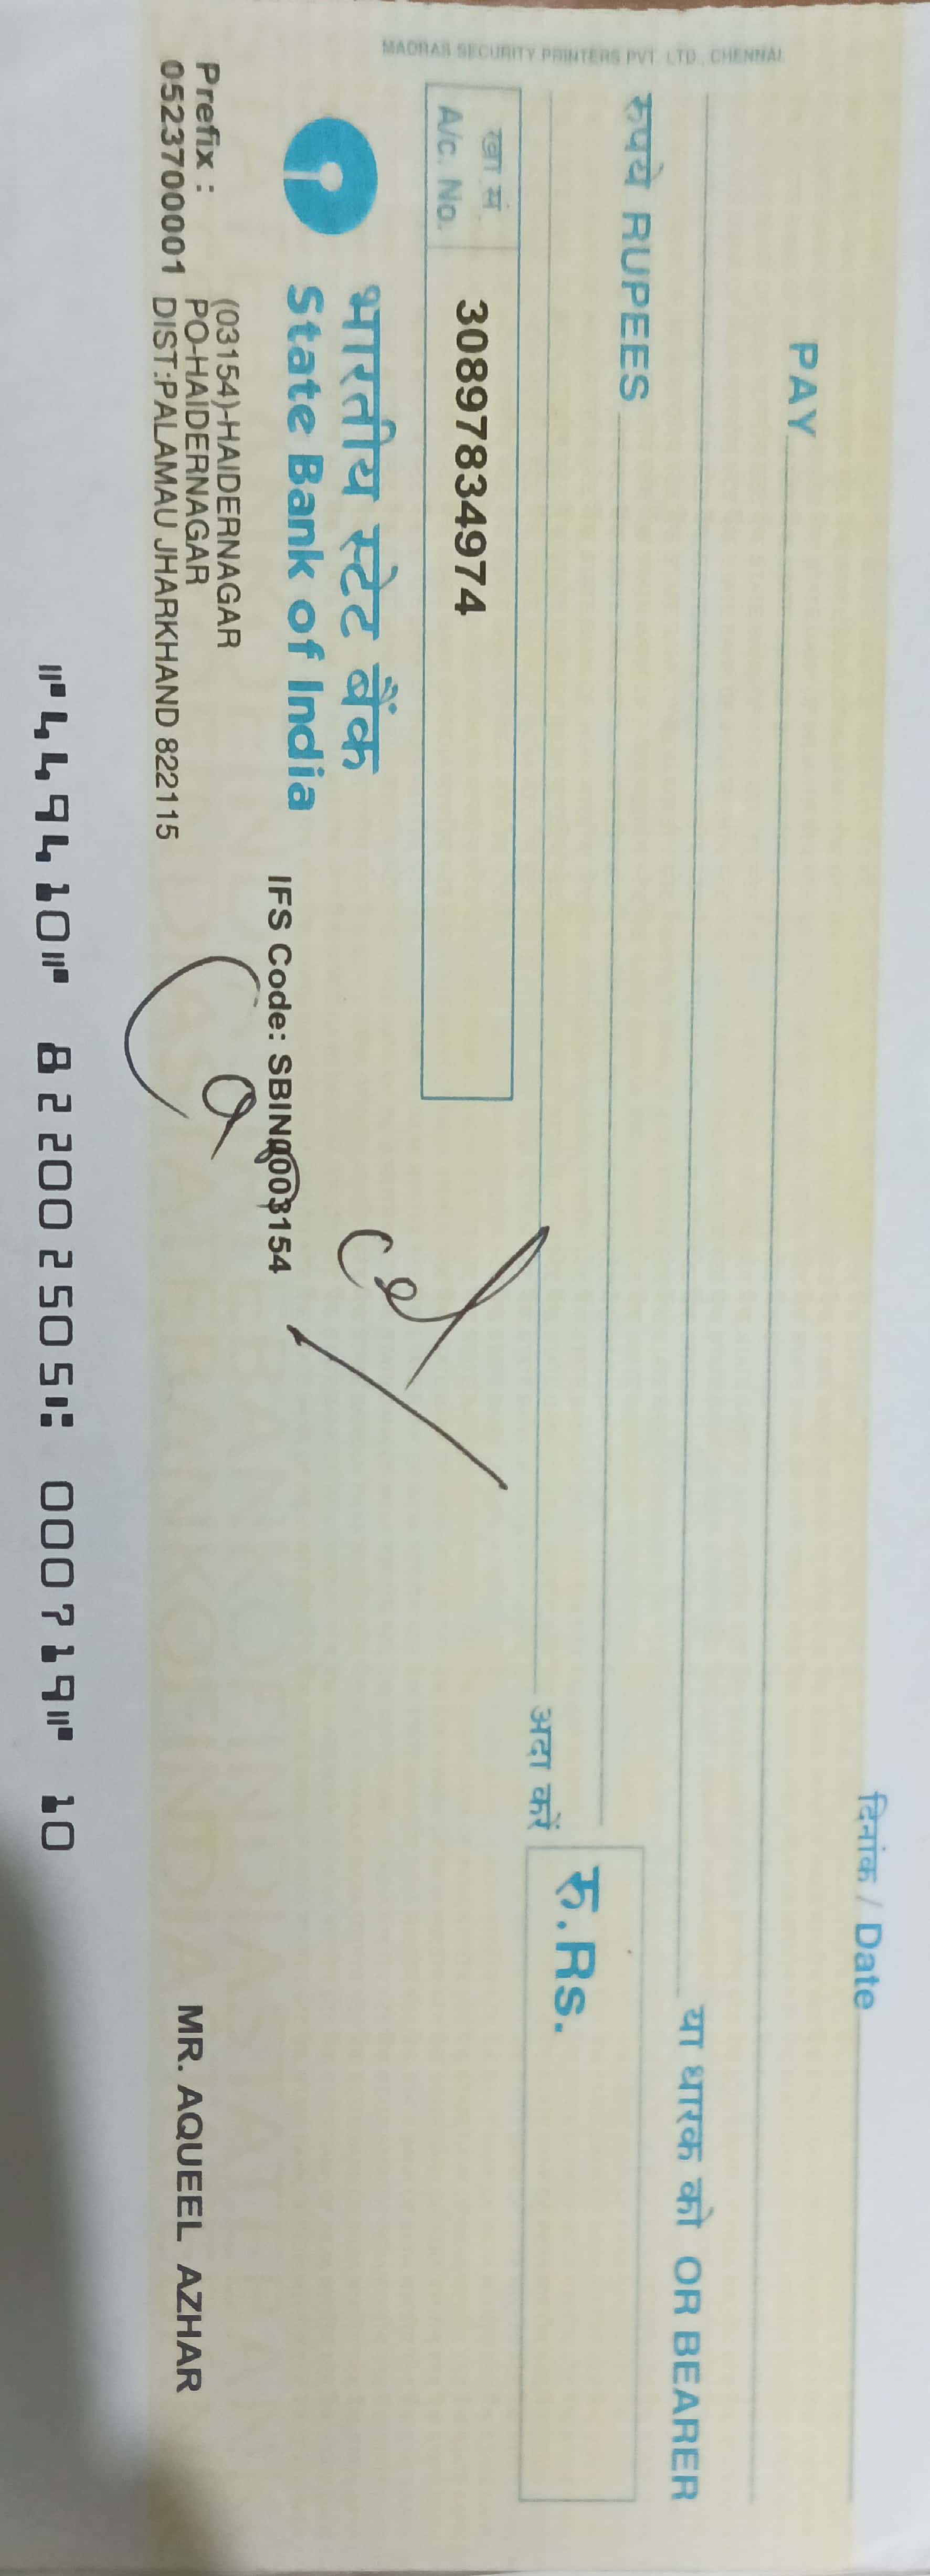 दिनांक / Date
PAY
या धारक को OR BEARER
रुपये RUPEES
अदा करें
रु. Rs.
खा सं.
A/c. No.
30897834974
भारतीय स्टेट बैंक
State Bank of India
IFS Code: SBIN0003154
(03154)-HAIDERNAGAR
Prefix :
PO-HAIDERNAGAR
0523700001
DIST:PALAMAU JHARKHAND 822115
MR. AQUEEL AZHAR
MADRAS SECURITY PRINTERS PVT. LTD., CHENNAI
⑈449410⑈ 822002505⑆ 000719⑈ 10